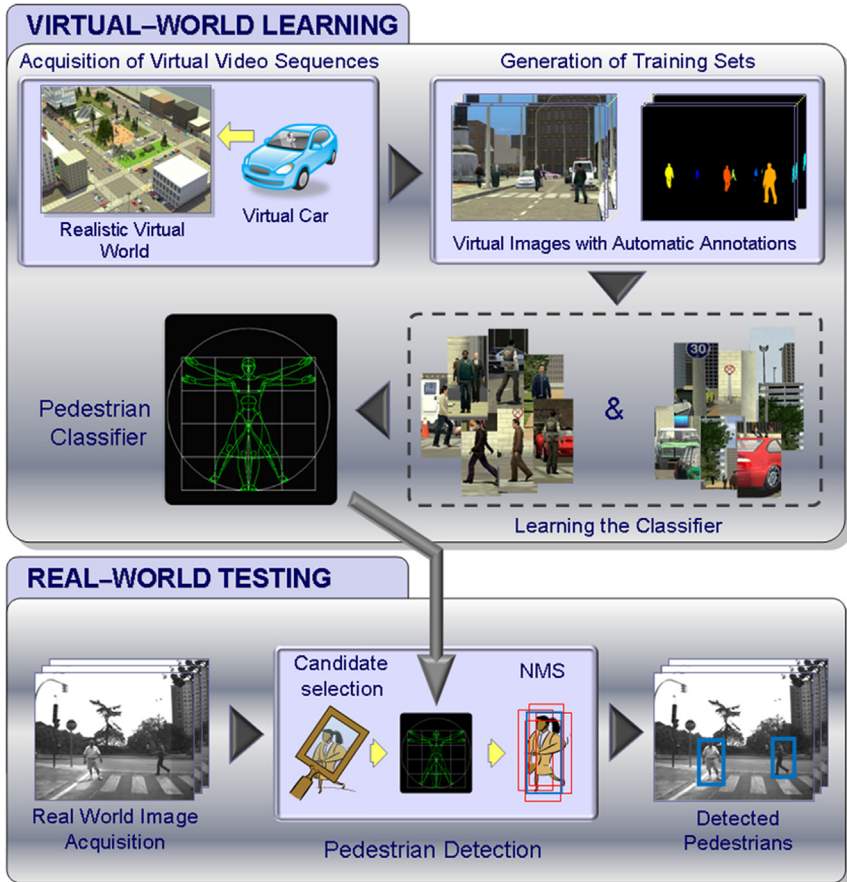 VIRTUAL–WORLD LEARNING
Acquisition of Virtual Video Sequences
Generation of Training Sets
Realistic Virtual
World
Virtual Car
Virtual Images with Automatic Annotations
Pedestrian
Classifier
30
&
Learning the Classifier
REAL–WORLD TESTING
Candidate
selection
NMS
Real World Image
Acquisition
Pedestrian Detection
Detected
Pedestrians